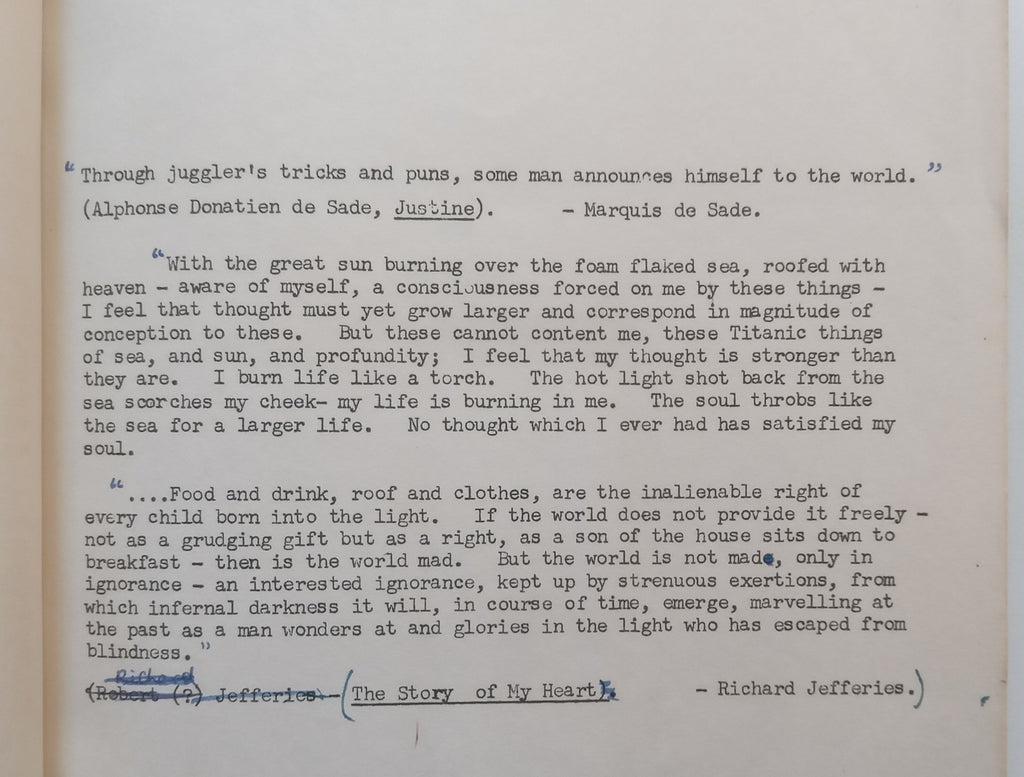 “Through juggler's tricks and puns, some man announces himself to the world.”
(Alphonse Donatien de Sade, Justine). – Marquis de Sade.
“With the great sun burning over the foam flaked sea, roofed with
heaven – aware of myself, a consciousness forced on me by these things –
I feel that thought must yet grow larger and correspond in magnitude of
conception to these. But these cannot content me, these Titanic things
of sea, and sun, and profundity; I feel that my thought is stronger than
they are. I burn life like a torch. The hot light shot back from the
sea scorches my cheek– my life is burning in me. The soul throbs like
the sea for a larger life. No thought which I ever had has satisfied my
soul.
“....Food and drink, roof and clothes, are the inalienable right of
every child born into the light. If the world does not provide it freely –
not as a grudging gift but as a right, as a son of the house sits down to
breakfast – then is the world mad. But the world is not mad, only in
ignorance – an interested ignorance, kept up by strenuous exertions, from
which infernal darkness it will, in course of time, emerge, marvelling at
the past as a man wonders at and glories in the light who has escaped from
blindness.”
Richard
(Robert (?) Jefferies – (The Story of My Heart). – Richard Jefferies.)